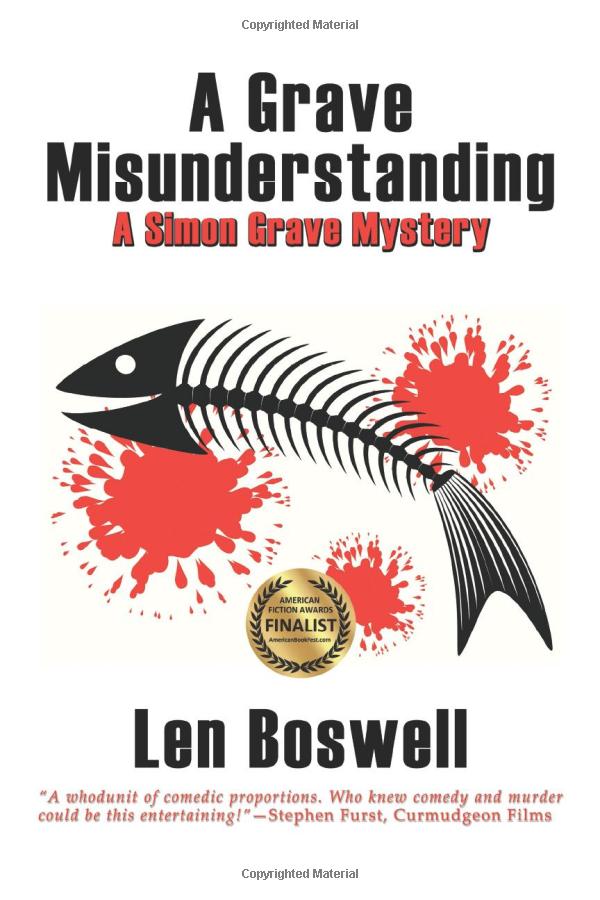 Copyrighted Material
A Grave
Misunderstanding
A Simon Grave Mystery
AMERICAN
FICTION AWARDS
FINALIST
AmericanBookFest.com
Len Boswell
“A whodunit of comedic proportions. Who knew comedy and murder
could be this entertaining!”—Stephen Furst, Curmudgeon Films
Copyrighted Material